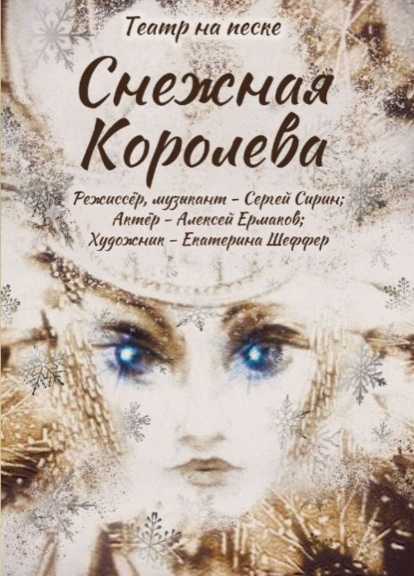 Театр на песке
Снежная
Королева
Режиссёр, музыкант - Сергей Сирин;
Актёр - Алексей Ермаков;
Художник - Екатерина Шеффер